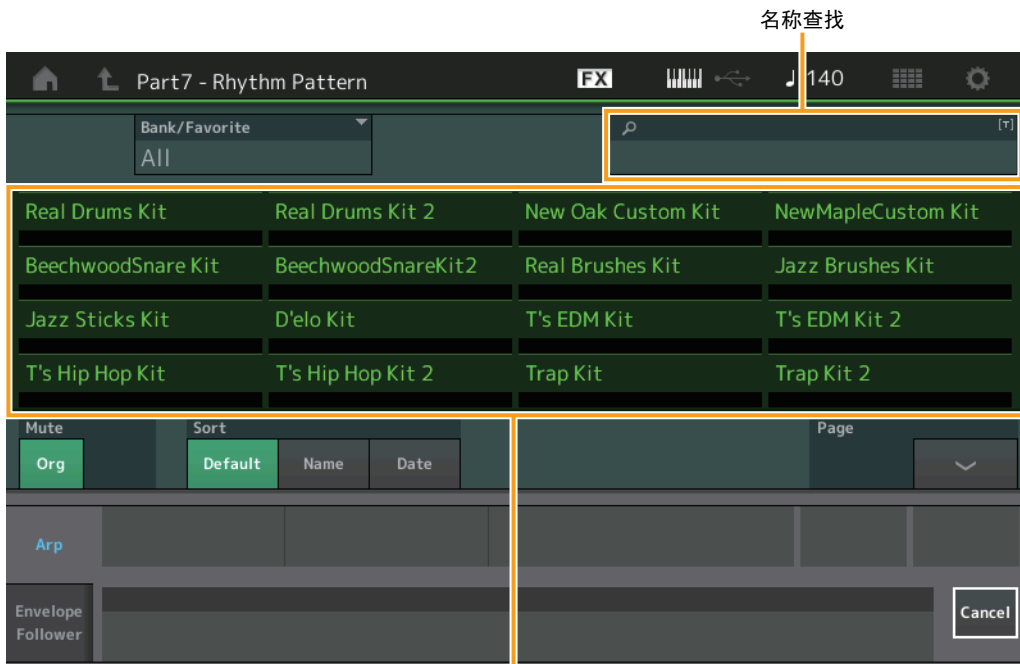 名称查找
Part7 - Rhythm Pattern FX ♩ 140
Bank/Favorite
All
[T]
Real Drums Kit Real Drums Kit 2 New Oak Custom Kit NewMapleCustom Kit
BeechwoodSnare Kit BeechwoodSnareKit2 Real Brushes Kit Jazz Brushes Kit
Jazz Sticks Kit D'elo Kit T's EDM Kit T's EDM Kit 2
T's Hip Hop Kit T's Hip Hop Kit 2 Trap Kit Trap Kit 2
Mute Sort Page
Org Default Name Date
Arp
Envelope
Follower
Cancel